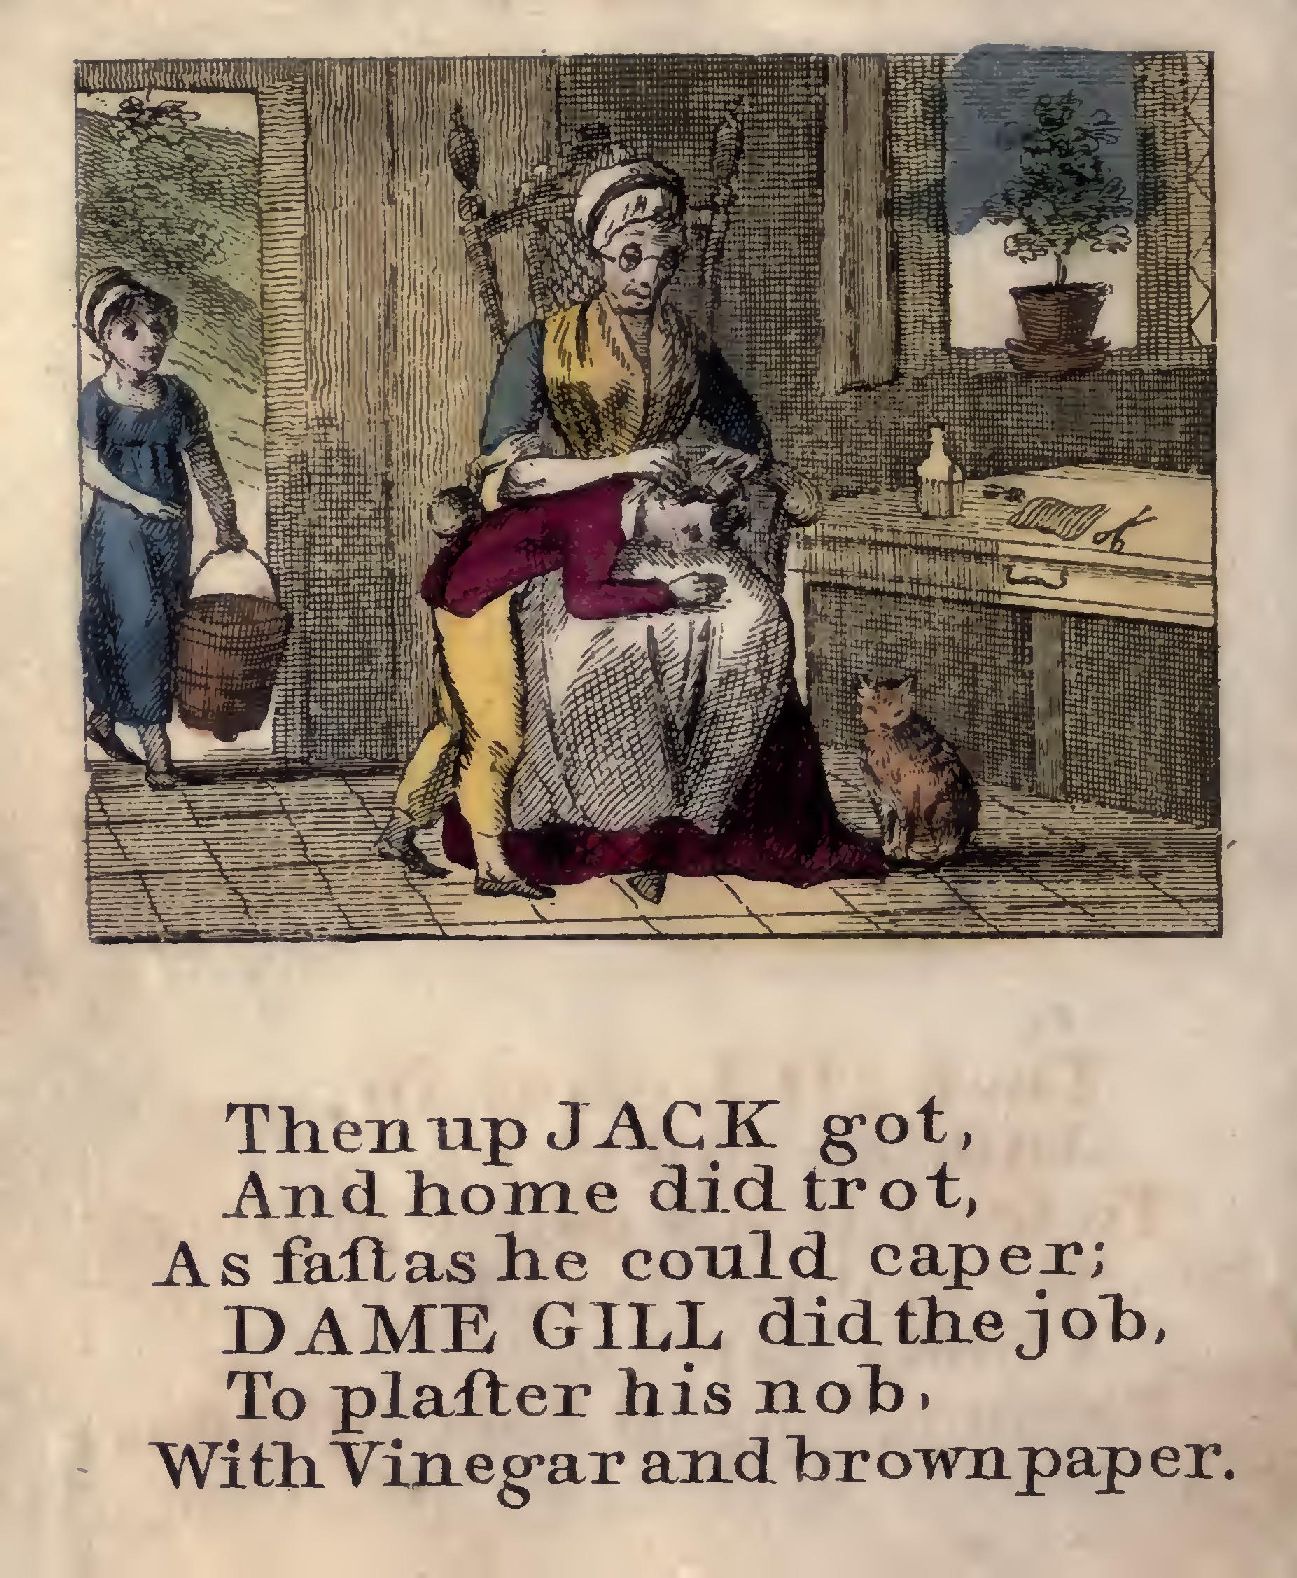 Then up JACK got,
And home did trot,
As faſt as he could caper;
DAME GILL did the job,
To plaſter his nob,
With Vinegar and brown paper.